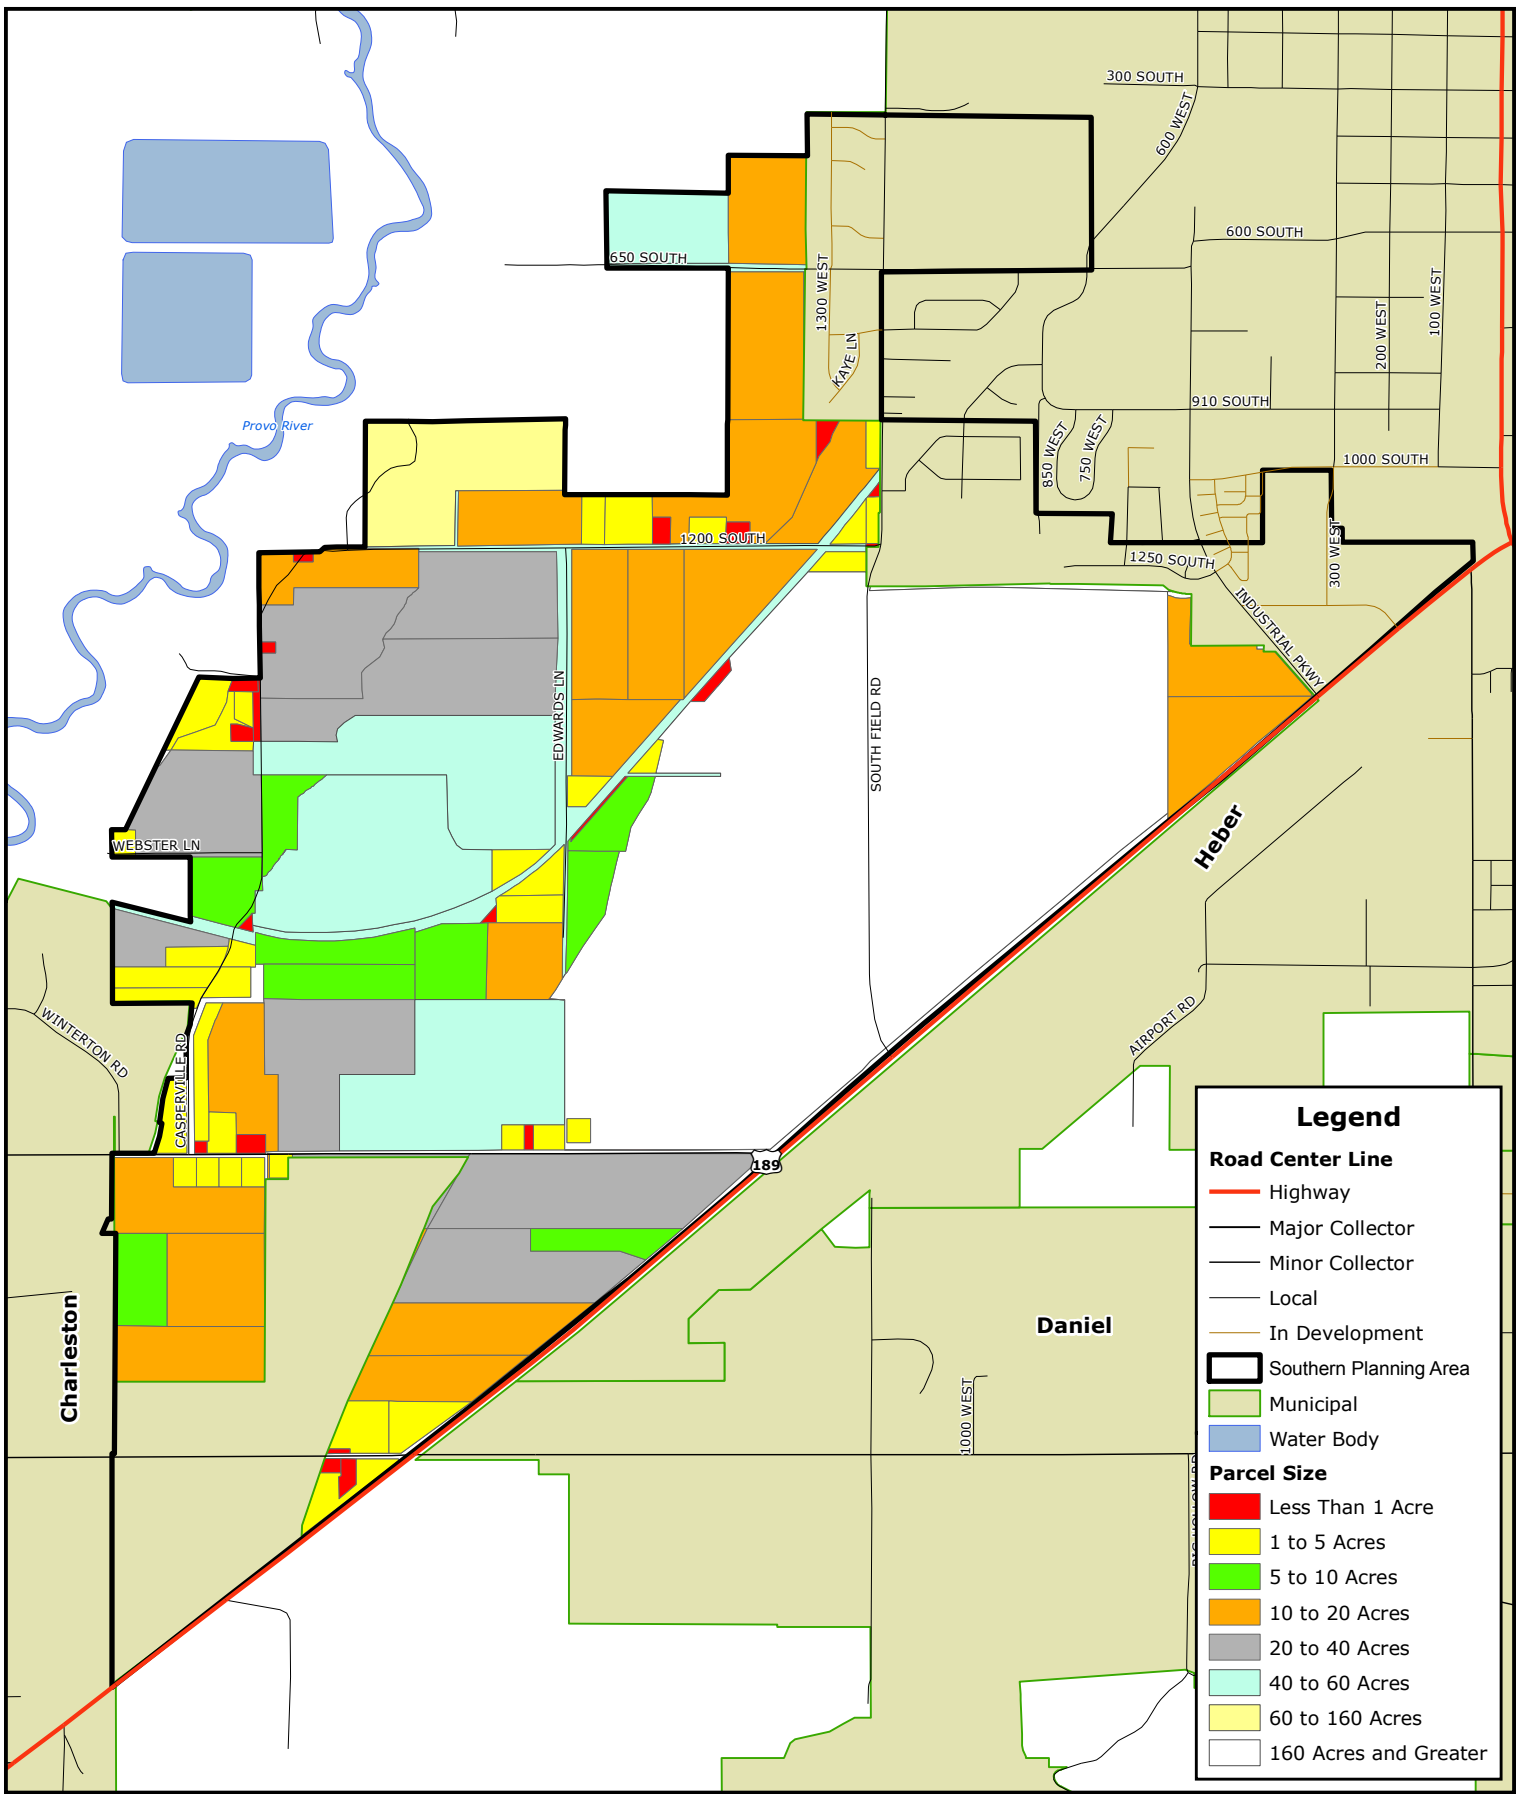 300 SOUTH
600 WEST
600 SOUTH
650 SOUTH
1300 WEST
100 WEST
200 WEST
KAYE LN
910 SOUTH
Provo River
850 WEST
750 WEST
1000 SOUTH
1200 SOUTH
1250 SOUTH
300 WEST
INDUSTRIAL PKWY
EDWARDS LN
SOUTH FIELD RD
WEBSTER LN
Heber
WINTERTON RD
CASPERVILLE RD
AIRPORT RD
189
Charleston
Daniel
1000 WEST
Legend
Road Center Line
Highway
Major Collector
Minor Collector
Local
In Development
Southern Planning Area
Municipal
Water Body
Parcel Size
Less Than 1 Acre
1 to 5 Acres
5 to 10 Acres
10 to 20 Acres
20 to 40 Acres
40 to 60 Acres
60 to 160 Acres
160 Acres and Greater